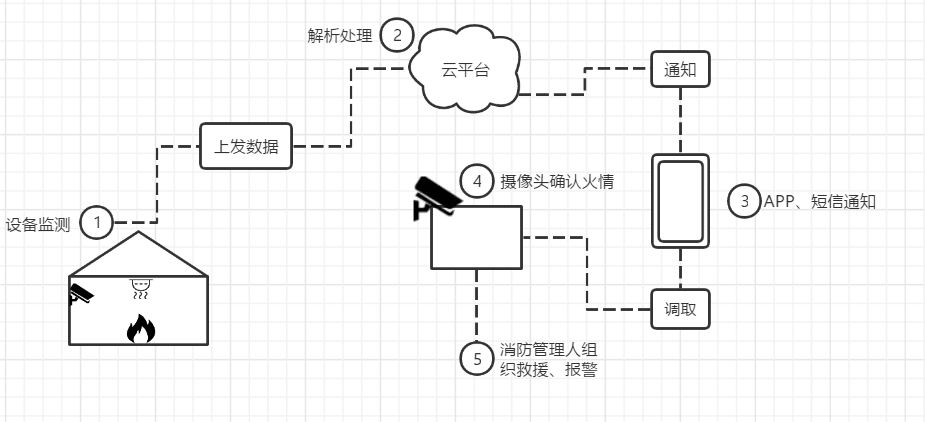 解析处理 2
云平台
通知
上发数据
4 摄像头确认火情
3 APP、短信通知
设备监测 1
调取
5 消防管理人组
织救援、报警